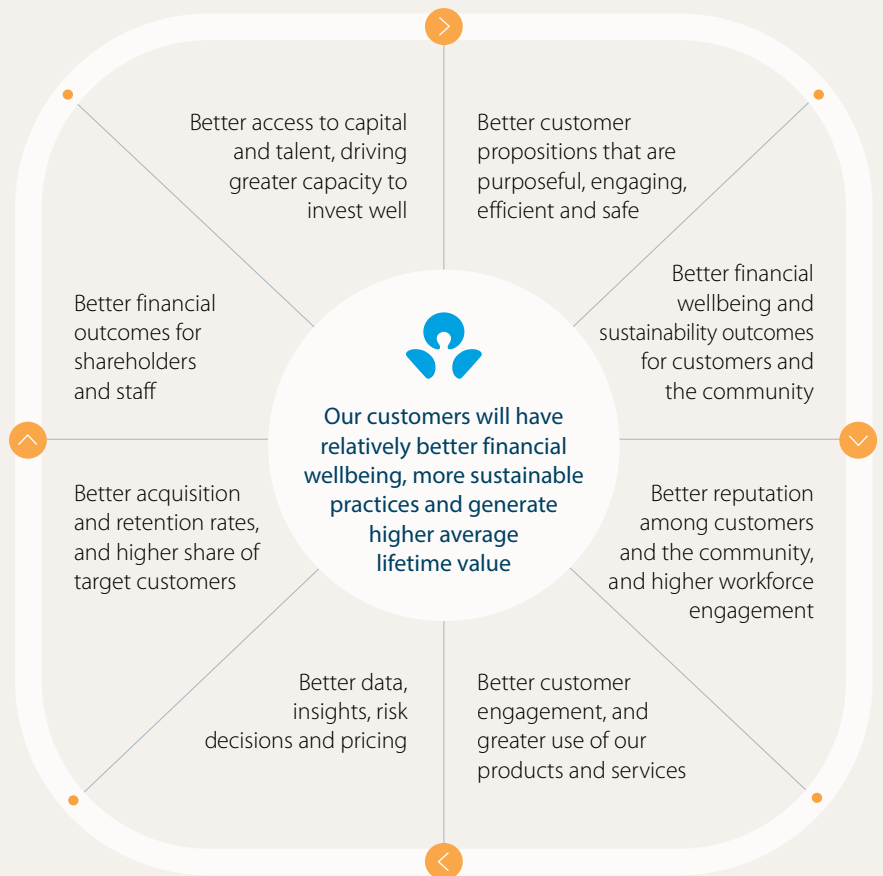 Better access to capital
and talent, driving
greater capacity to
invest well
Better customer
propositions that are
purposeful, engaging,
efficient and safe
Better financial
wellbeing and
sustainability outcomes
for customers and
the community
Better reputation
among customers
and the community,
and higher workforce
engagement
Better customer
engagement, and
greater use of our
products and services
Better data,
insights, risk
decisions and pricing
Better acquisition
and retention rates,
and higher share of
target customers
Better financial
outcomes for
shareholders
and staff
Our customers will have
relatively better financial
wellbeing, more sustainable
practices and generate
higher average
lifetime value